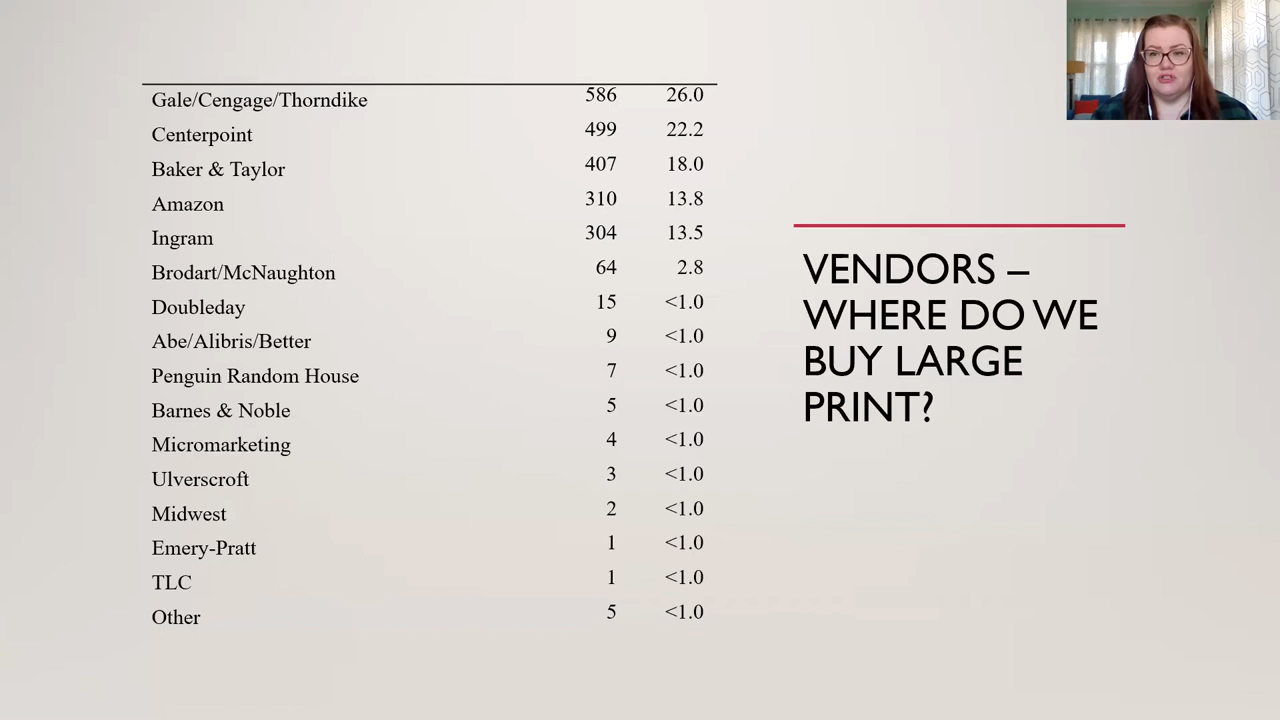 Gale/Cengage/Thorndike 586 26.0
Centerpoint 499 22.2
Baker & Taylor 407 18.0
Amazon 310 13.8
Ingram 304 13.5
Brodart/McNaughton 64 2.8
Doubleday 15 <1.0
Abe/Alibris/Better 9 <1.0
Penguin Random House 7 <1.0
Barnes & Noble 5 <1.0
Micromarketing 4 <1.0
Ulverscroft 3 <1.0
Midwest 2 <1.0
Emery-Pratt 1 <1.0
TLC 1 <1.0
Other 5 <1.0
VENDORS –
WHERE DO WE
BUY LARGE
PRINT?